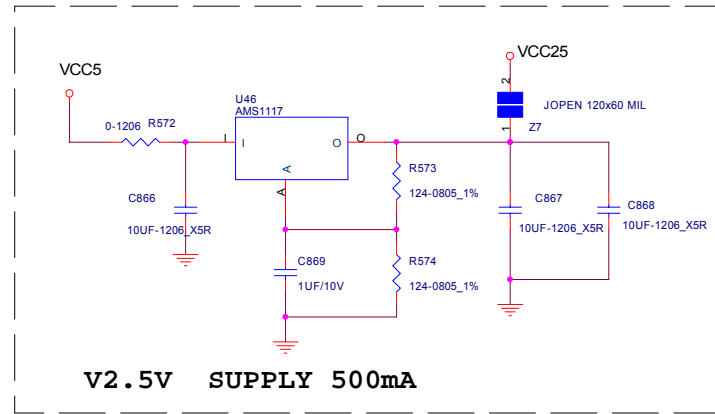 VCC5
VCC25
2
JOPEN 120x60 MIL
1
Z7
U46
AMS1117
0-1206 R572
I
I
O
O
A
A
R573
124-0805_1%
C866
10UF-1206_X5R
C867
10UF-1206_X5R
C868
10UF-1206_X5R
C869
1UF/10V
R574
124-0805_1%
V2.5V SUPPLY 500mA